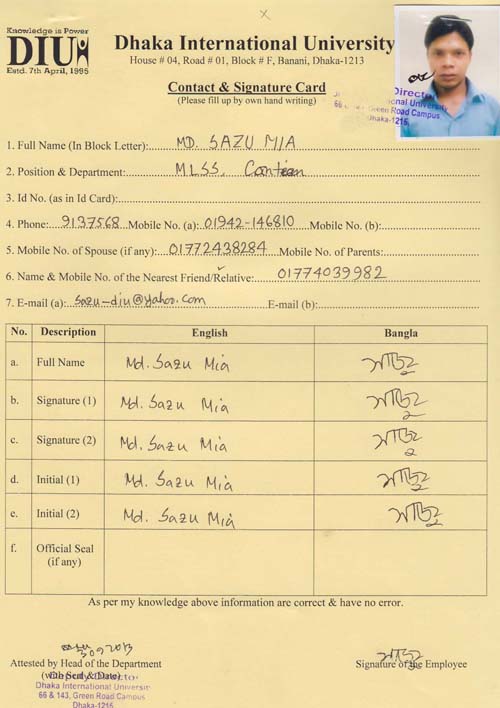 Knowledge is Power
DIU
Estd. 7th April, 1995
Dhaka International University
House # 04, Road # 01, Block # F, Banani, Dhaka-1213
Contact & Signature Card
(Please fill up by own hand writing)
Director
International University
66 Green Road Campus
Dhaka-1215
1. Full Name (In Block Letter): MD. SAZU MIA
2. Position & Department: MLSS, Canteen
3. Id No. (as in Id Card):
4. Phone: 9137568 Mobile No. (a): 01942-146810 Mobile No. (b):
5. Mobile No. of Spouse (if any): 01772438284 Mobile No. of Parents:
6. Name & Mobile No. of the Nearest Friend/Relative: 01774039982
7. E-mail (a): sazu-diu@yahoo.com E-mail (b):
No. Description English Bangla
a. Full Name Md. Sazu Mia সাজু
b. Signature (1) Md. Sazu Mia সাজু
c. Signature (2) Md. Sazu Mia সাজু
d. Initial (1) Md. Sazu Mia সাজু
e. Initial (2) Md. Sazu Mia সাজু
f. Official Seal
(if any)
As per my knowledge above information are correct & have no error.
সাজু
Attested by Head of the Department Signature of the Employee
(with Seal & Date)
Dhaka International University
66 & 143, Green Road Campus
Dhaka-1215